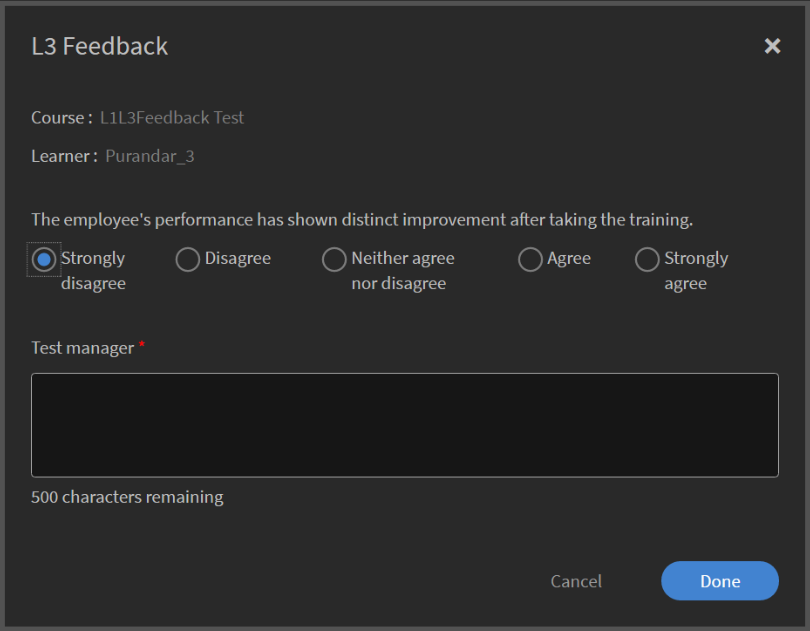 L3 Feedback
Course : L1L3Feedback Test
Learner : Purandar_3
The employee's performance has shown distinct improvement after taking the training.
Strongly disagree
Disagree
Neither agree nor disagree
Agree
Strongly agree
Test manager *
500 characters remaining
Cancel Done